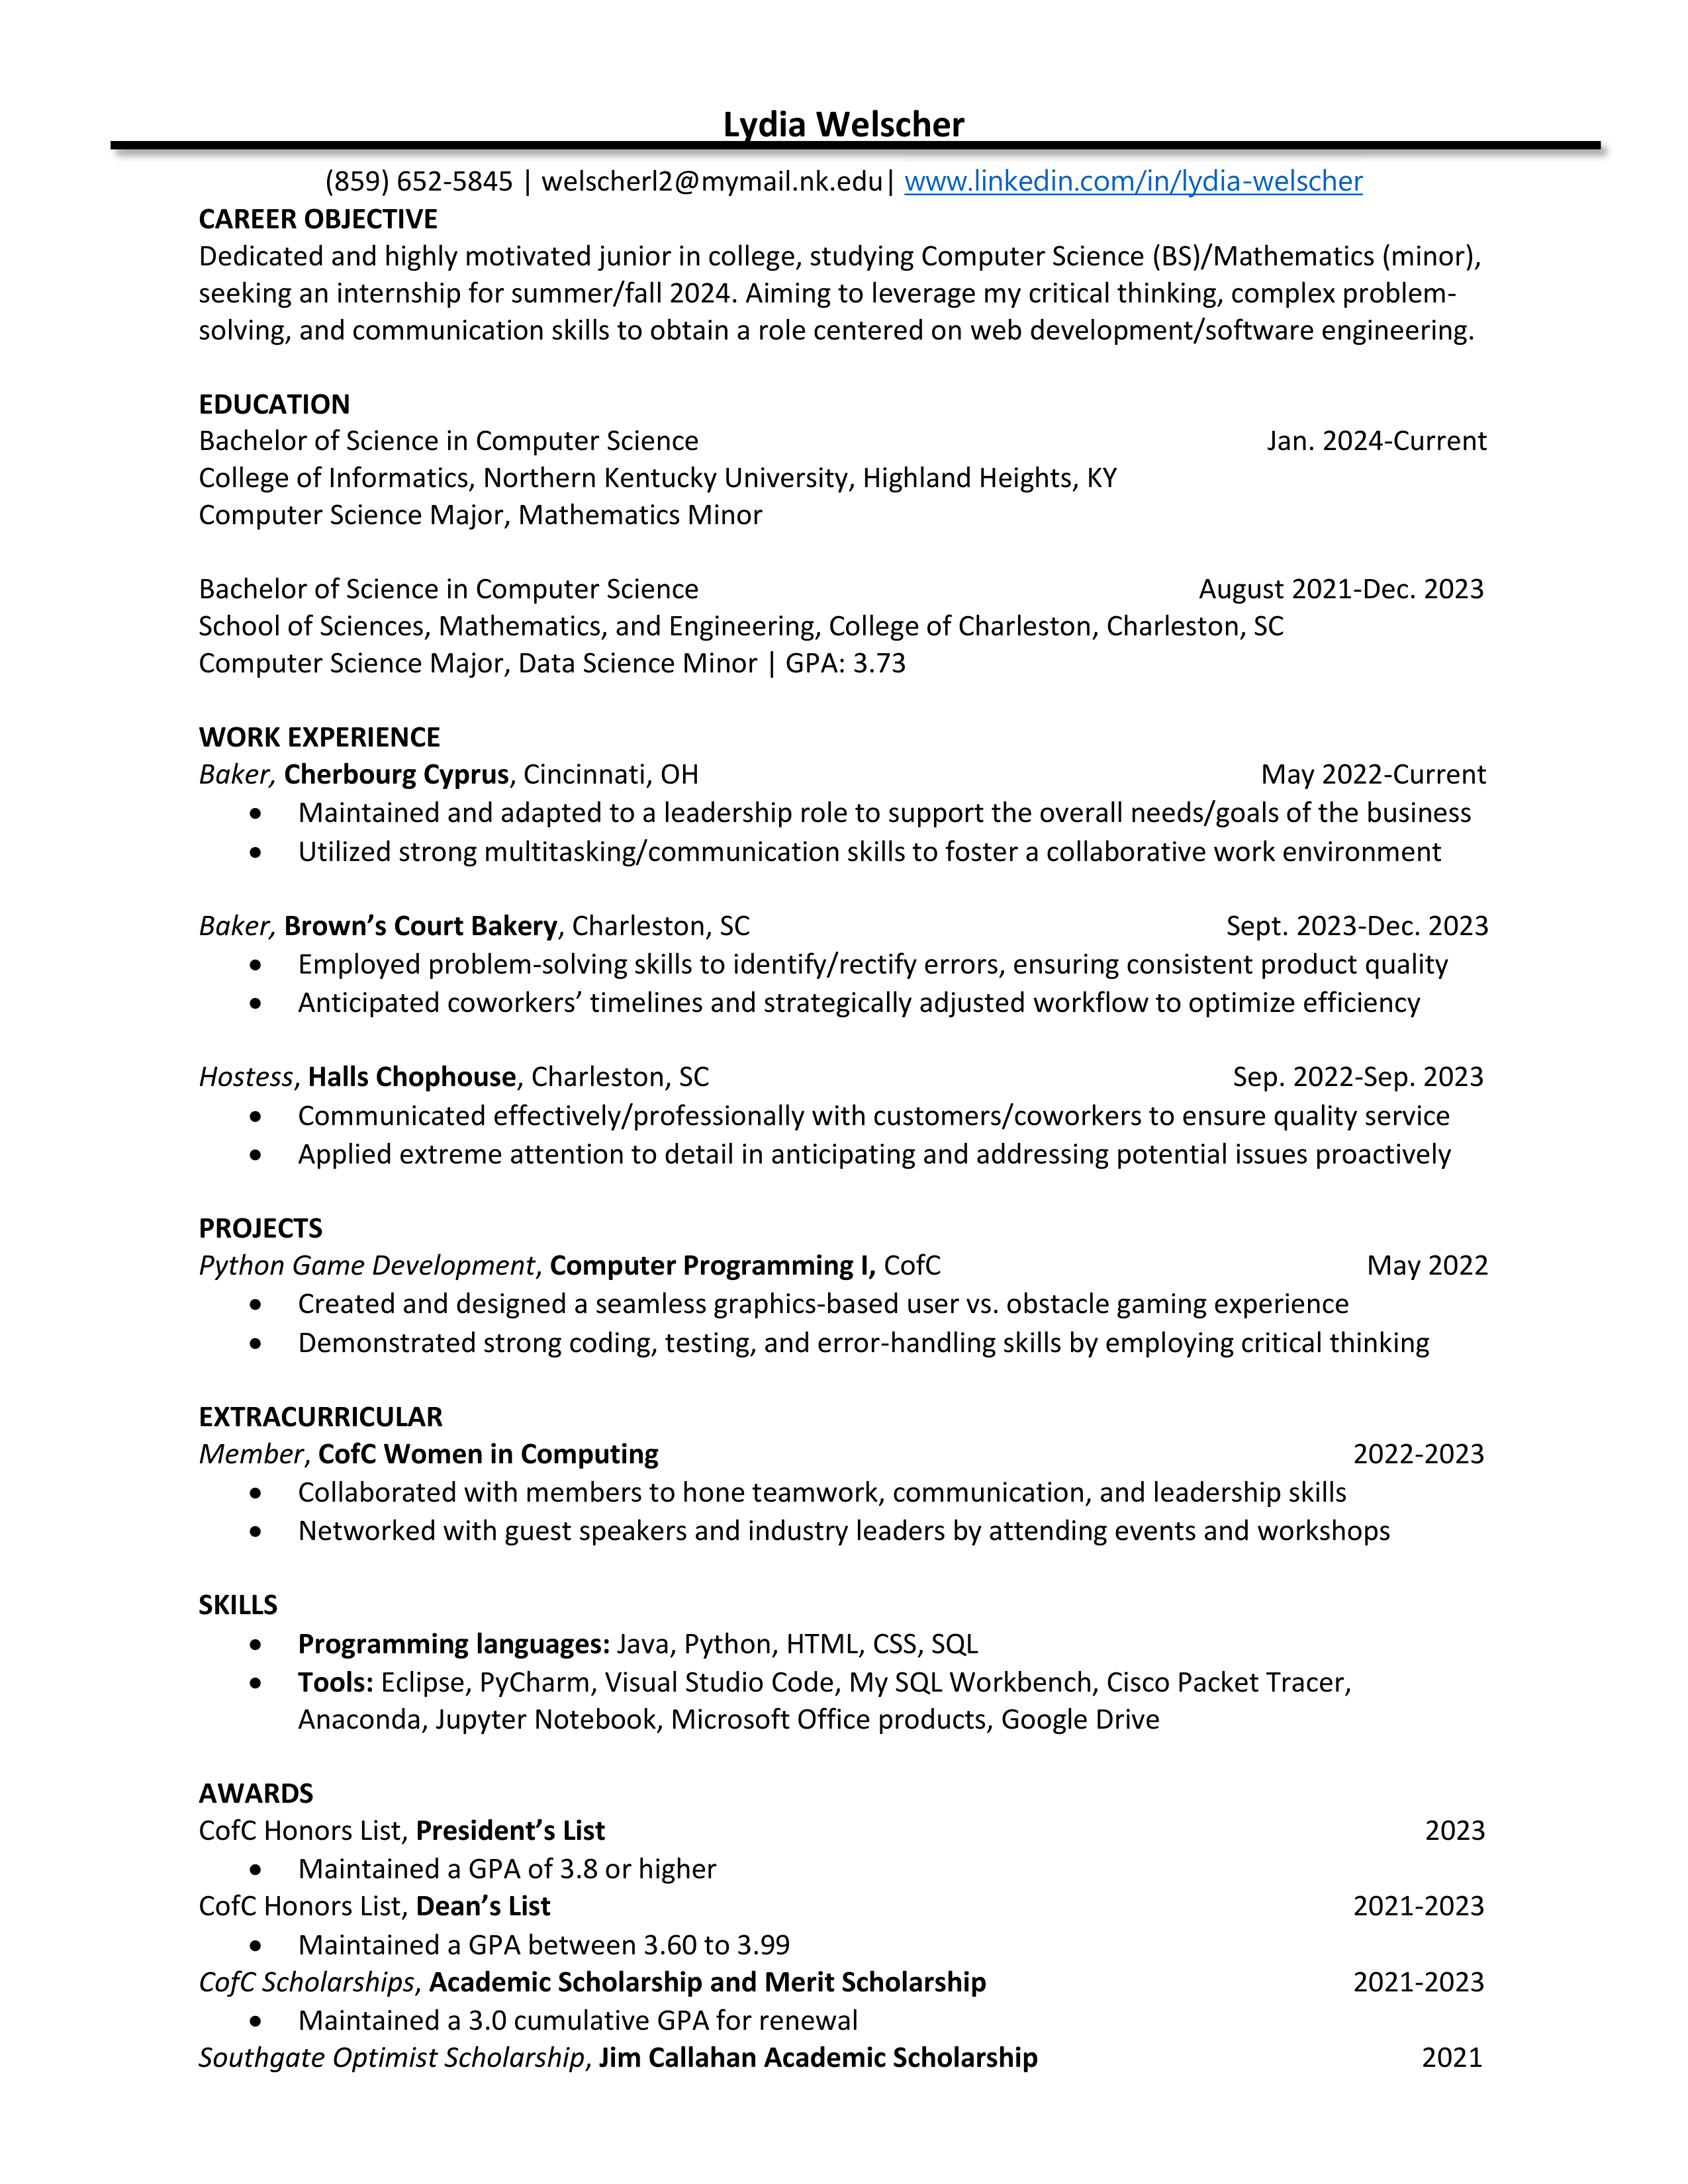 Lydia Welscher
(859) 652-5845 | welscherl2@mymail.nk.edu| www.linkedin.com/in/lydia-welscher
CAREER OBJECTIVE
Dedicated and highly motivated junior in college, studying Computer Science (BS)/Mathematics (minor),
seeking an internship for summer/fall 2024. Aiming to leverage my critical thinking, complex problem-
solving, and communication skills to obtain a role centered on web development/software engineering.
EDUCATION
Bachelor of Science in Computer Science Jan. 2024-Current
College of Informatics, Northern Kentucky University, Highland Heights, KY
Computer Science Major, Mathematics Minor
Bachelor of Science in Computer Science August 2021-Dec. 2023
School of Sciences, Mathematics, and Engineering, College of Charleston, Charleston, SC
Computer Science Major, Data Science Minor | GPA: 3.73
WORK EXPERIENCE
Baker, Cherbourg Cyprus, Cincinnati, OH May 2022-Current
• Maintained and adapted to a leadership role to support the overall needs/goals of the business
• Utilized strong multitasking/communication skills to foster a collaborative work environment
Baker, Brown’s Court Bakery, Charleston, SC Sept. 2023-Dec. 2023
• Employed problem-solving skills to identify/rectify errors, ensuring consistent product quality
• Anticipated coworkers’ timelines and strategically adjusted workflow to optimize efficiency
Hostess, Halls Chophouse, Charleston, SC Sep. 2022-Sep. 2023
• Communicated effectively/professionally with customers/coworkers to ensure quality service
• Applied extreme attention to detail in anticipating and addressing potential issues proactively
PROJECTS
Python Game Development, Computer Programming I, CofC May 2022
• Created and designed a seamless graphics-based user vs. obstacle gaming experience
• Demonstrated strong coding, testing, and error-handling skills by employing critical thinking
EXTRACURRICULAR
Member, CofC Women in Computing 2022-2023
• Collaborated with members to hone teamwork, communication, and leadership skills
• Networked with guest speakers and industry leaders by attending events and workshops
SKILLS
• Programming languages: Java, Python, HTML, CSS, SQL
• Tools: Eclipse, PyCharm, Visual Studio Code, My SQL Workbench, Cisco Packet Tracer,
Anaconda, Jupyter Notebook, Microsoft Office products, Google Drive
AWARDS
CofC Honors List, President’s List 2023
• Maintained a GPA of 3.8 or higher
CofC Honors List, Dean’s List 2021-2023
• Maintained a GPA between 3.60 to 3.99
CofC Scholarships, Academic Scholarship and Merit Scholarship 2021-2023
• Maintained a 3.0 cumulative GPA for renewal
Southgate Optimist Scholarship, Jim Callahan Academic Scholarship 2021